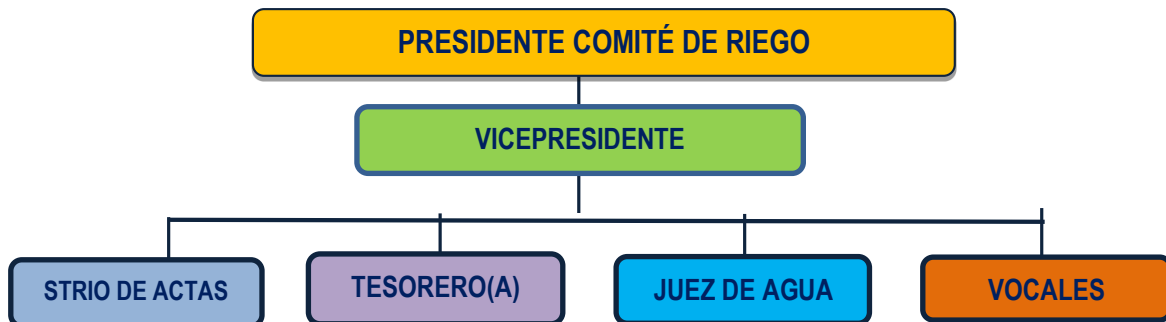 PRESIDENTE COMITÉ DE RIEGO
VICEPRESIDENTE
STRIO DE ACTAS
TESORERO(A)
JUEZ DE AGUA
VOCALES